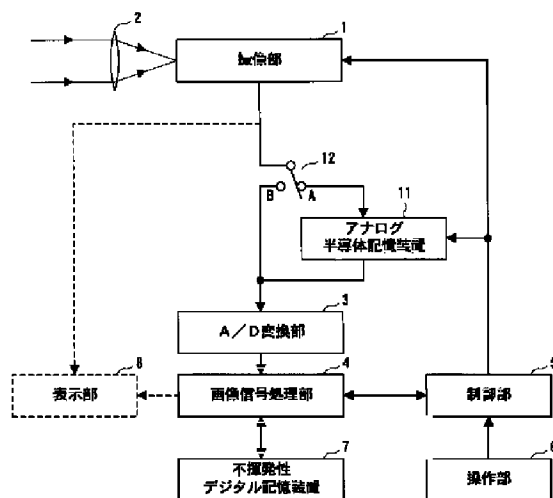 2
1
撮像部
12
B
A
11
アナログ
半導体記憶装置
3
A/D変換部
8
表示部
4
画像信号処理部
5
制御部
7
不揮発性
デジタル記憶装置
6
操作部